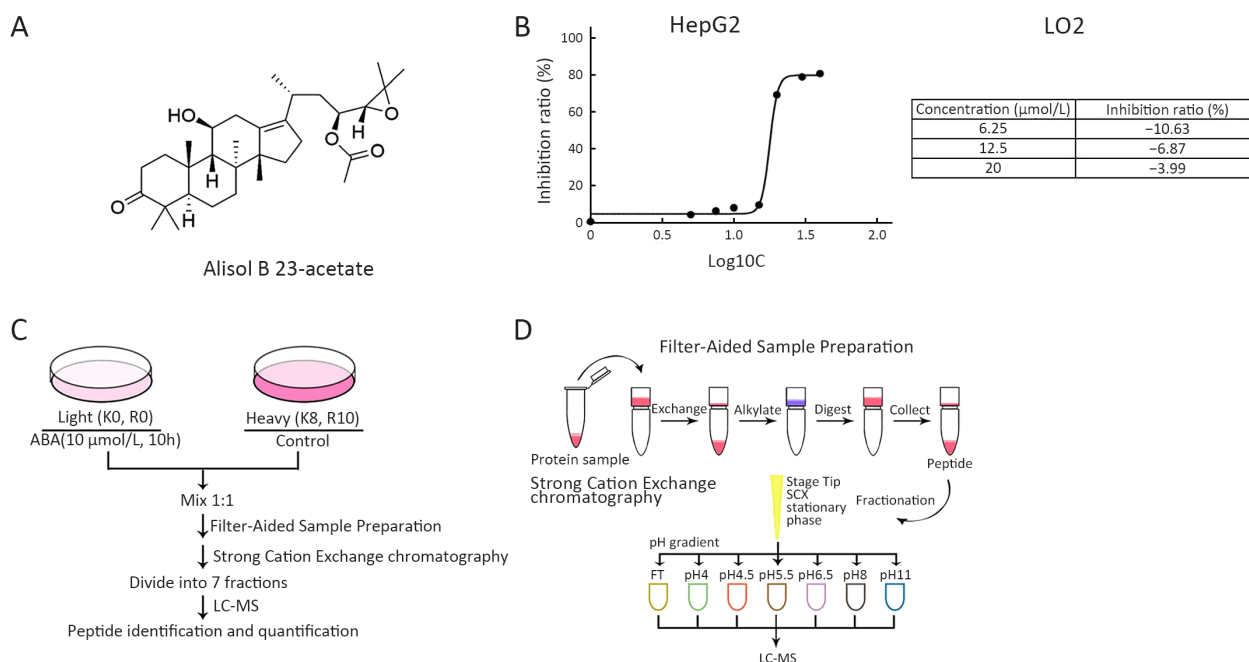 A
HO
H
H
H
O
O
O
O
Alisol B 23-acetate
B
HepG2
Inhibition ratio (%)
100
80
60
40
20
0
0 0.5 1.0 1.5 2.0
Log10C
LO2
Concentration (μmol/L) Inhibition ratio (%)
6.25 −10.63
12.5 −6.87
20 −3.99
C
Light (K0, R0)
ABA(10 μmol/L, 10h)
Heavy (K8, R10)
Control
Mix 1:1
Filter-Aided Sample Preparation
Strong Cation Exchange chromatography
Divide into 7 fractions
LC-MS
Peptide identification and quantification
D
Filter-Aided Sample Preparation
Exchange Alkylate Digest Collect
Protein sample
Peptide
Strong Cation Exchange
chromatography
Stage Tip
SCX
stationary
phase
Fractionation
pH gradient
FT pH4 pH4.5 pH5.5 pH6.5 pH8 pH11
LC-MS